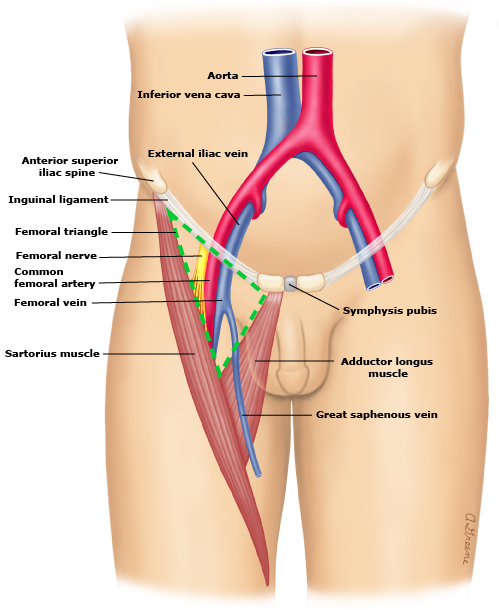 Aorta
Inferior vena cava
External iliac vein
Anterior superior
iliac spine
Inguinal ligament
Femoral triangle
Femoral nerve
Common
femoral artery
Femoral vein
Symphysis pubis
Sartorius muscle
Adductor longus
muscle
Great saphenous vein